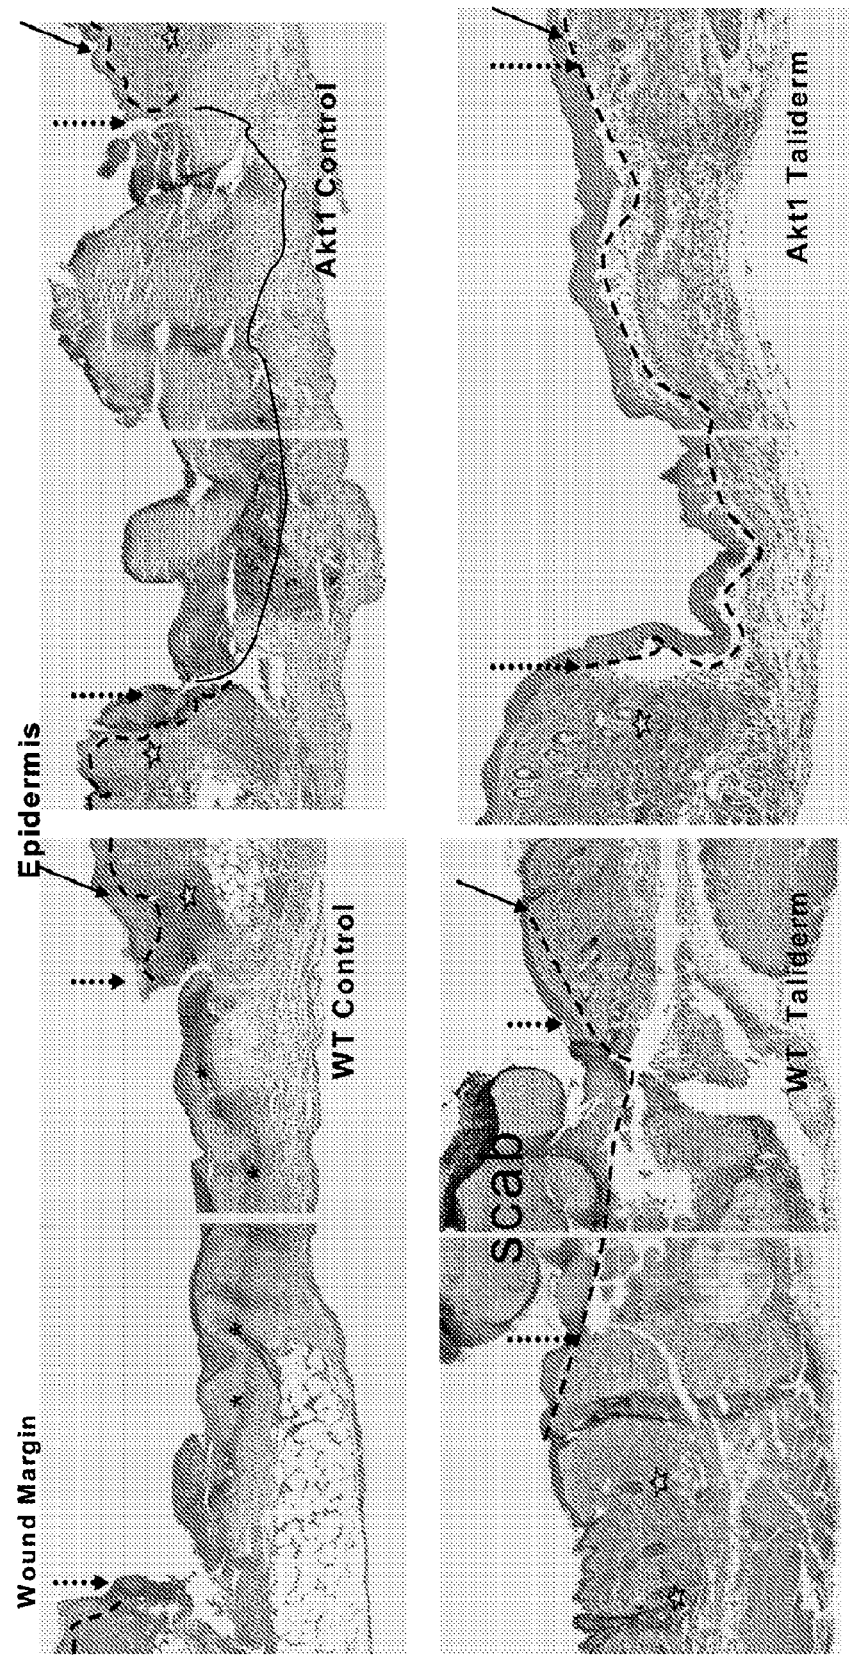 Wound Margin
Epidermis
WT Control
Akt1 Control
scab
WT Taliderm
Akt1 Taliderm